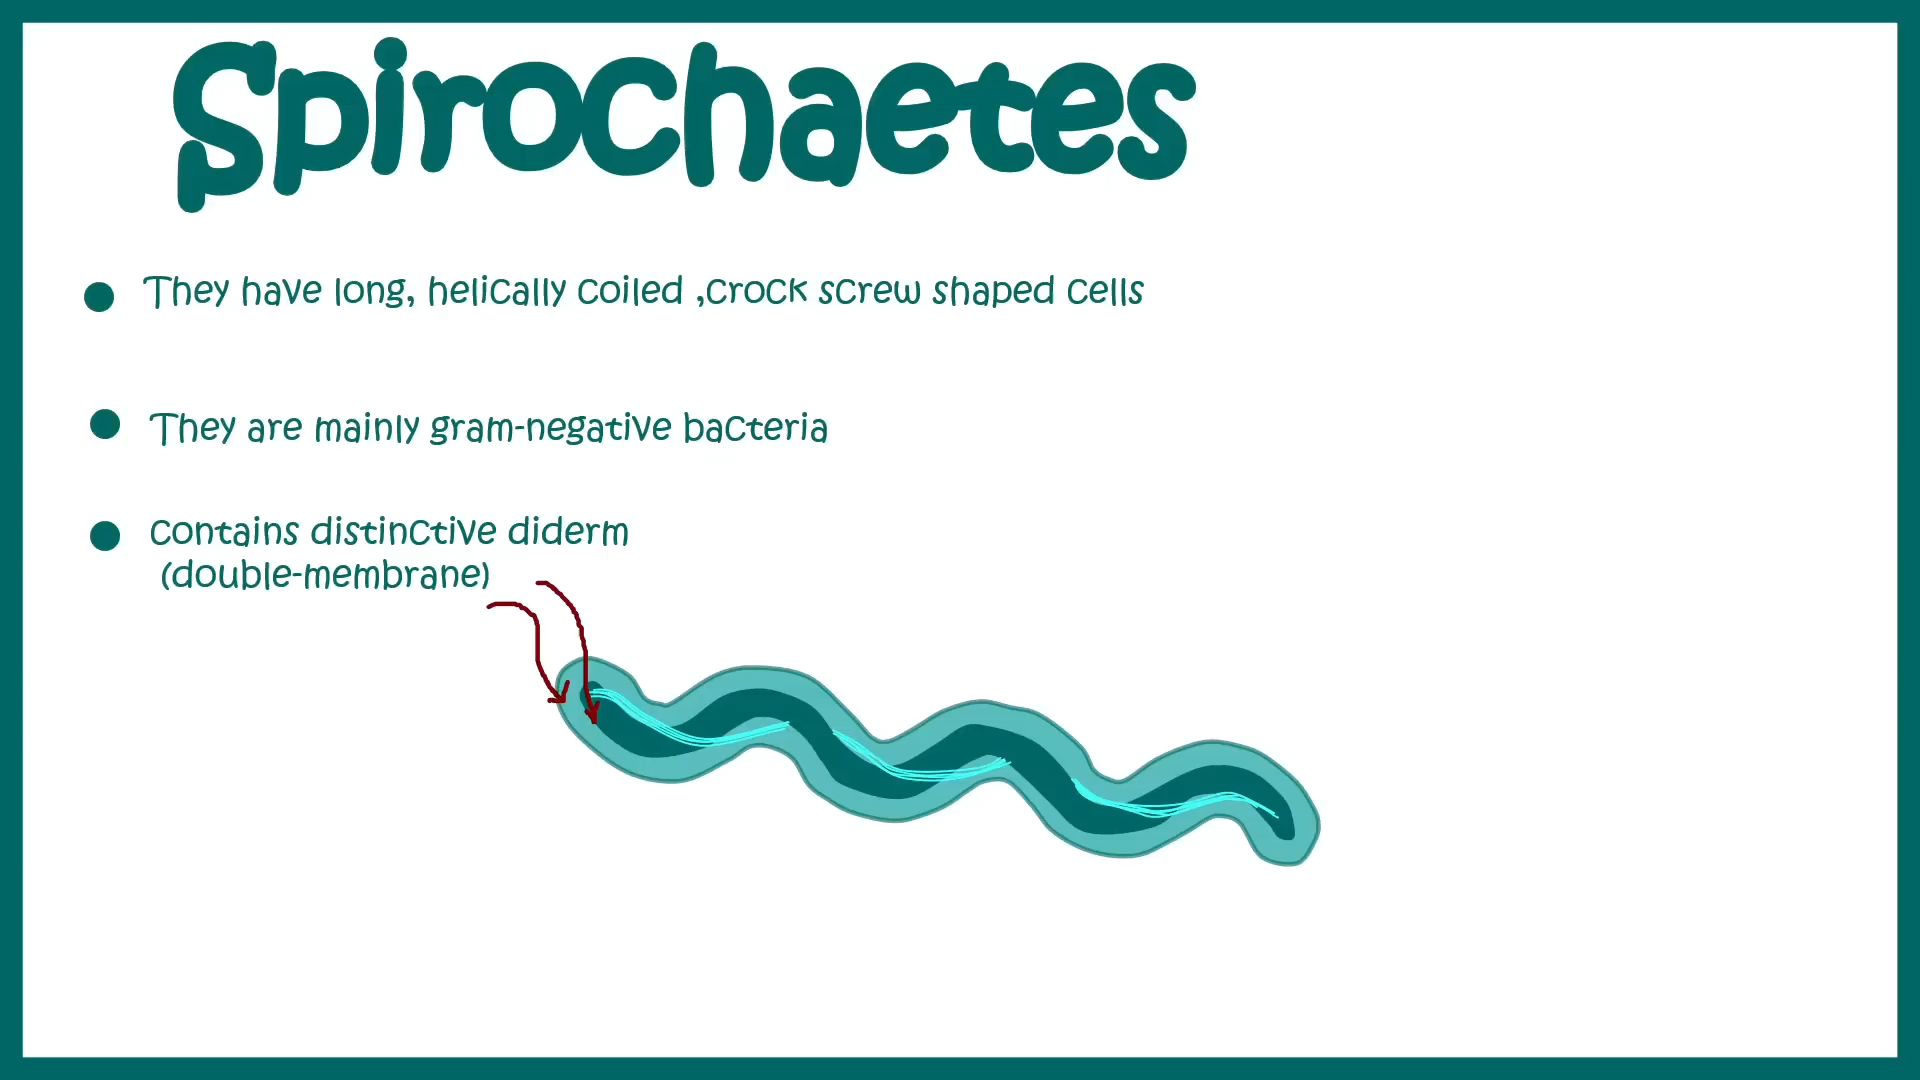 Spirochaetes
They have long, helically coiled ,crock screw shaped cells
They are mainly gram-negative bacteria
contains distinctive diderm
(double-membrane)